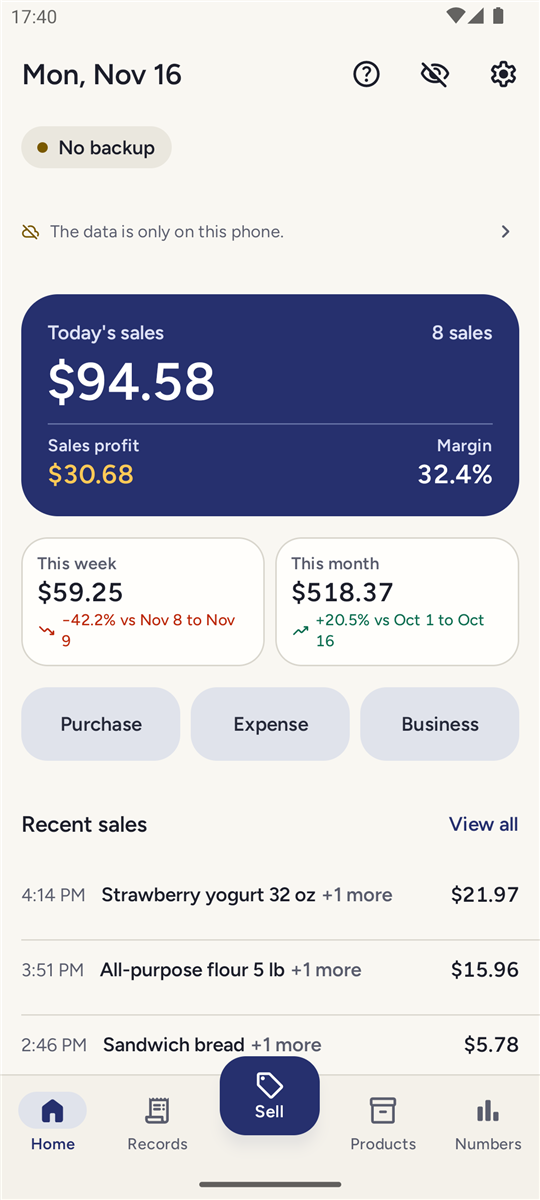 17:40
Mon, Nov 16
No backup
The data is only on this phone.
Today's sales
8 sales
$94.58
Sales profit
Margin
$30.68
32.4%
This week
$59.25
−42.2% vs Nov 8 to Nov
9
This month
$518.37
+20.5% vs Oct 1 to Oct
16
Purchase
Expense
Business
Recent sales
View all
4:14 PM Strawberry yogurt 32 oz +1 more $21.97
3:51 PM All-purpose flour 5 lb +1 more $15.96
2:46 PM Sandwich bread +1 more $5.78
Home
Records
Sell
Products
Numbers